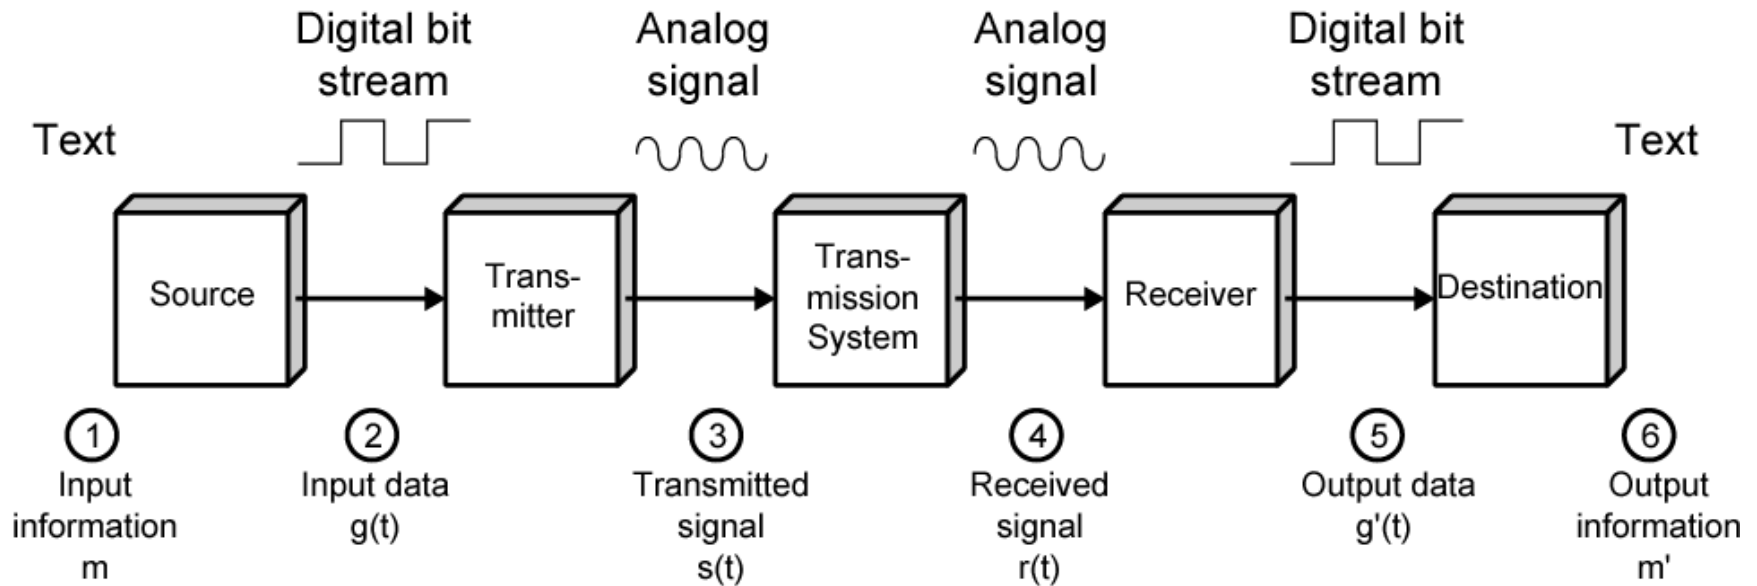 Digital bit
stream
Analog
signal
Analog
signal
Digital bit
stream
Text
Text
Source
Trans-
mitter
Trans-
mission
System
Receiver
Destination
1
Input
information
m
2
Input data
g(t)
3
Transmitted
signal
s(t)
4
Received
signal
r(t)
5
Output data
g'(t)
6
Output
information
m'